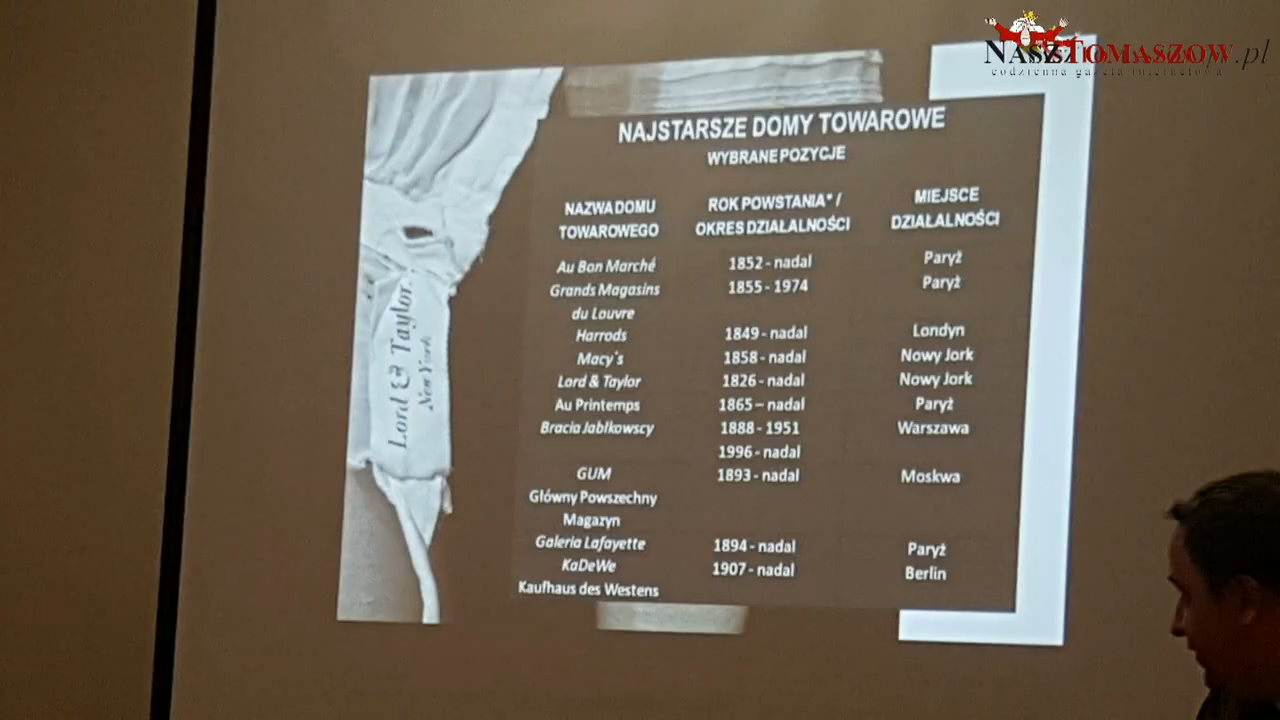 NASZTOMASZOW.pl
codzienna gazeta internetowa
NAJSTARSZE DOMY TOWAROWE
WYBRANE POZYCJE
NAZWA DOMU TOWAROWEGO
ROK POWSTANIA* / OKRES DZIAŁALNOŚCI
MIEJSCE DZIAŁALNOŚCI
Au Bon Marché 1852 - nadal Paryż
Grands Magasins du Louvre 1855 - 1974 Paryż
Harrods 1849 - nadal Londyn
Macy's 1858 - nadal Nowy Jork
Lord & Taylor 1826 - nadal Nowy Jork
Au Printemps 1865 – nadal Paryż
Bracia Jabłkowscy 1888 - 1951 Warszawa
1996 - nadal
GUM 1893 - nadal Moskwa
Główny Powszechny
Magazyn
Galeria Lafayette 1894 - nadal Paryż
KaDeWe 1907 - nadal Berlin
Kaufhaus des Westens
Lord & Taylor
New York